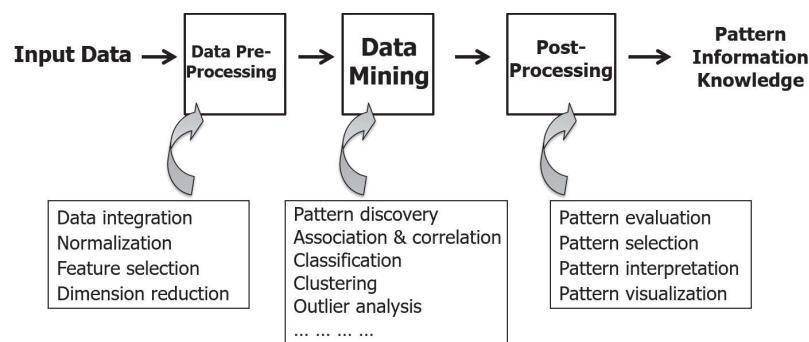 Input Data
Data Pre-
Processing
Data
Mining
Post-
Processing
Pattern
Information
Knowledge
Data integration
Normalization
Feature selection
Dimension reduction
Pattern discovery
Association & correlation
Classification
Clustering
Outlier analysis
... ... ... ...
Pattern evaluation
Pattern selection
Pattern interpretation
Pattern visualization